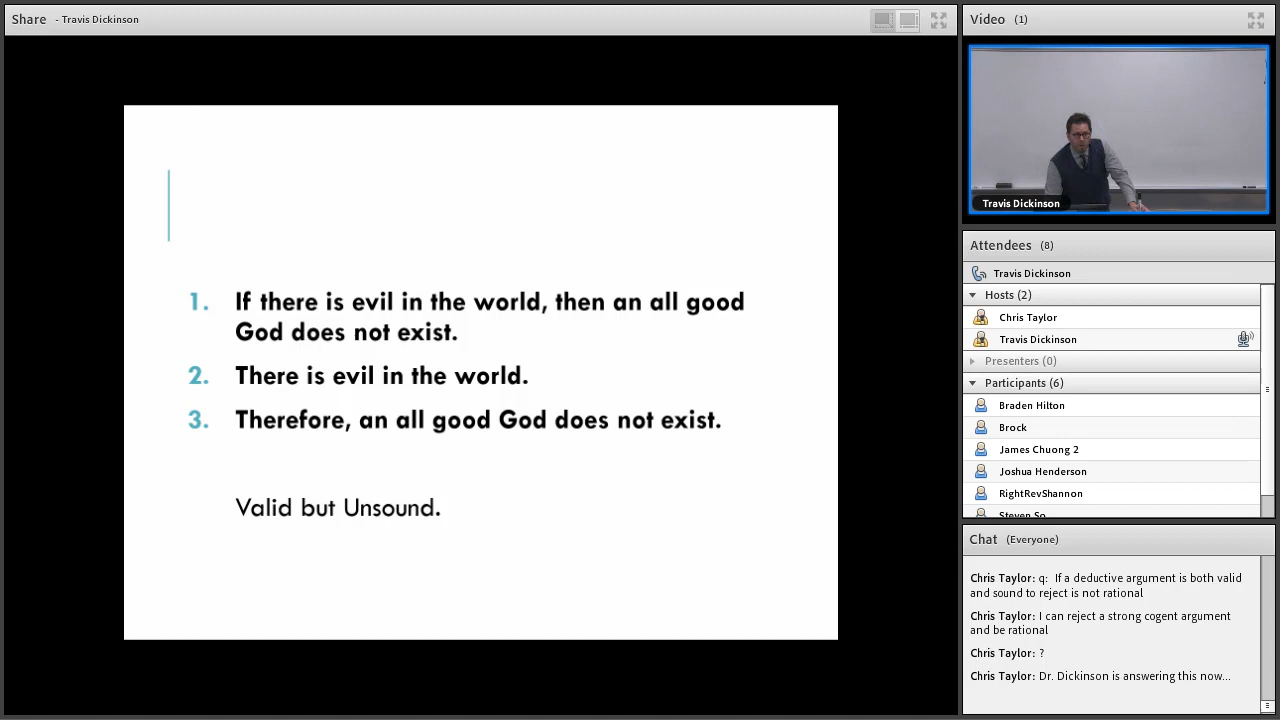 Share - Travis Dickinson
1. If there is evil in the world, then an all good
God does not exist.
2. There is evil in the world.
3. Therefore, an all good God does not exist.
Valid but Unsound.
Video (1)
Travis Dickinson
Attendees (8)
Travis Dickinson
Hosts (2)
Chris Taylor
Travis Dickinson
Presenters (0)
Participants (6)
Braden Hilton
Brock
James Chuong 2
Joshua Henderson
RightRevShannon
Steven So
Chat (Everyone)
Chris Taylor: q: If a deductive argument is both valid
and sound to reject is not rational
Chris Taylor: I can reject a strong cogent argument
and be rational
Chris Taylor: ?
Chris Taylor: Dr. Dickinson is answering this now...